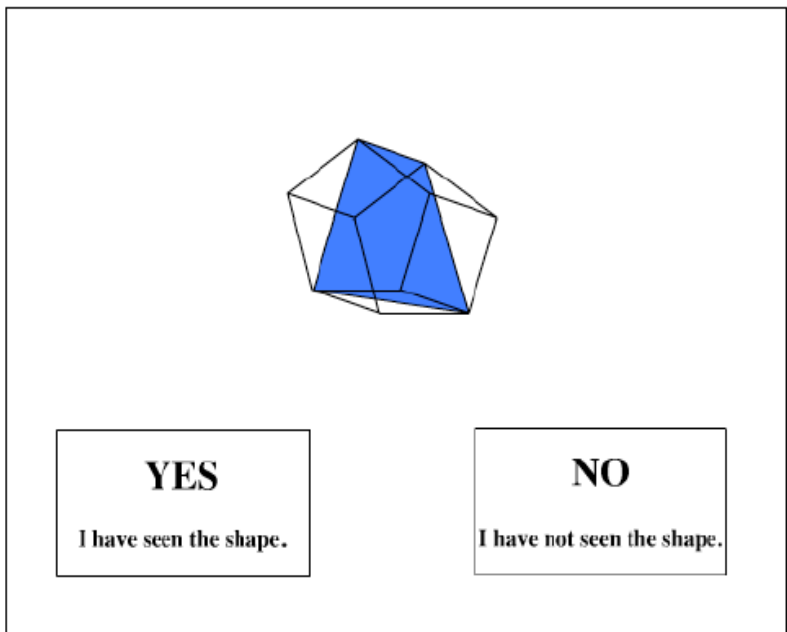 YES
I have seen the shape.
NO
I have not seen the shape.